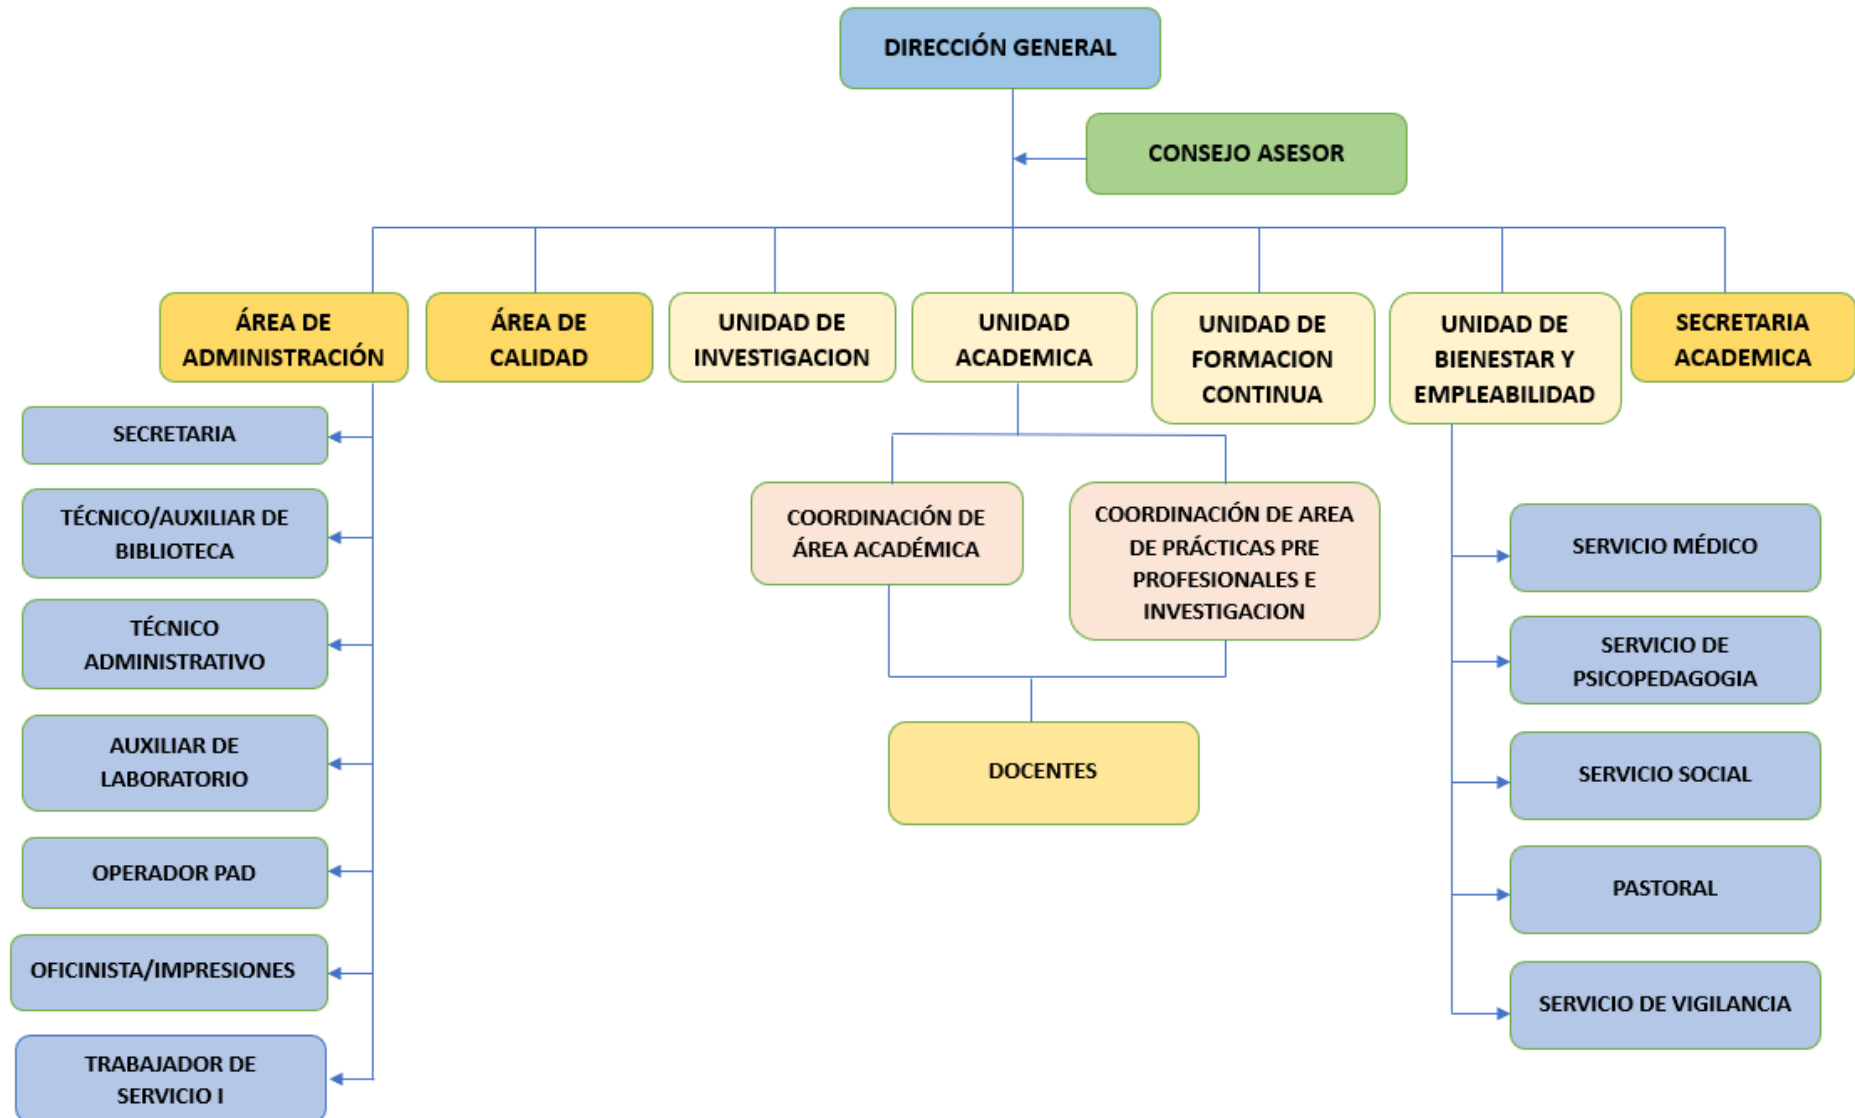 DIRECCIÓN GENERAL
CONSEJO ASESOR
ÁREA DE
ADMINISTRACIÓN
ÁREA DE
CALIDAD
UNIDAD DE
INVESTIGACION
UNIDAD
ACADEMICA
UNIDAD DE
FORMACION
CONTINUA
UNIDAD DE
BIENESTAR Y
EMPLEABILIDAD
SECRETARIA
ACADEMICA
SECRETARIA
TÉCNICO/AUXILIAR DE
BIBLIOTECA
TÉCNICO
ADMINISTRATIVO
AUXILIAR DE
LABORATORIO
OPERADOR PAD
OFICINISTA/IMPRESIONES
TRABAJADOR DE
SERVICIO I
COORDINACIÓN DE
ÁREA ACADÉMICA
COORDINACIÓN DE AREA
DE PRÁCTICAS PRE
PROFESIONALES E
INVESTIGACION
DOCENTES
SERVICIO MÉDICO
SERVICIO DE
PSICOPEDAGOGIA
SERVICIO SOCIAL
PASTORAL
SERVICIO DE VIGILANCIA